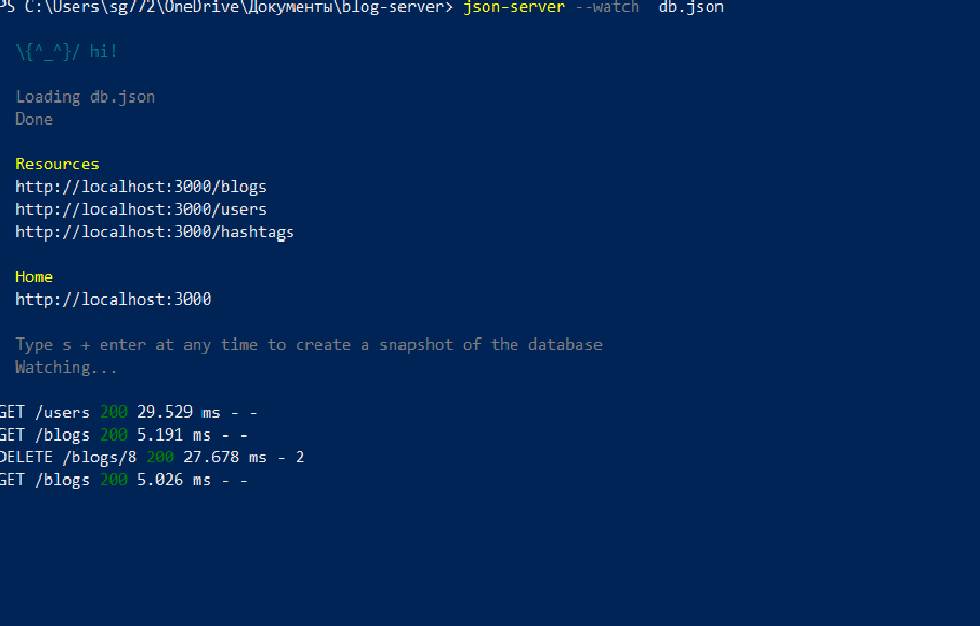 PS C:\Users\sg772\OneDrive\Документы\blog-server> json-server --watch  db.json
\{^_^}/ hi!
Loading db.json
Done
Resources
http://localhost:3000/blogs
http://localhost:3000/users
http://localhost:3000/hashtags
Home
http://localhost:3000
Type s + enter at any time to create a snapshot of the database
Watching...
GET /users 200 29.529 ms - -
GET /blogs 200 5.191 ms - -
DELETE /blogs/8 200 27.678 ms - 2
GET /blogs 200 5.026 ms - -